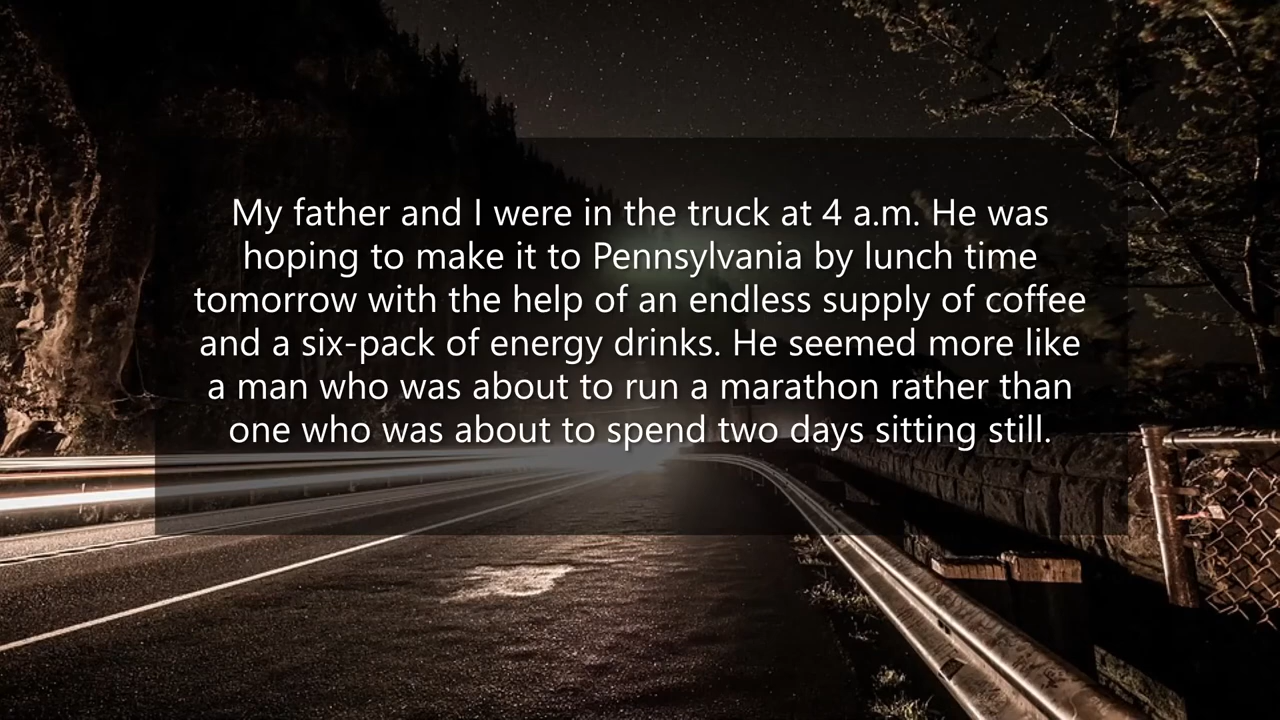 My father and I were in the truck at 4 a.m. He was
hoping to make it to Pennsylvania by lunch time
tomorrow with the help of an endless supply of coffee
and a six-pack of energy drinks. He seemed more like
a man who was about to run a marathon rather than
one who was about to spend two days sitting still.